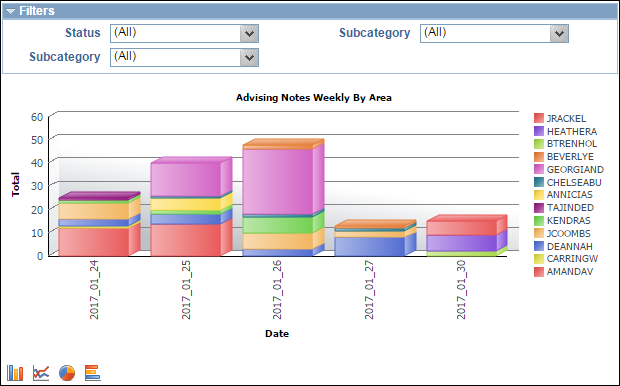 Filters
Status (All) Subcategory (All)
Subcategory (All)
Advising Notes Weekly By Area
60
50
40
30
20
10
0
Total
2017_01_24
2017_01_25
2017_01_26
2017_01_27
2017_01_30
Date
JRACKEL
HEATHERA
BTRENHOL
BEVERLYE
GEORGIAND
CHELSEABU
ANNICIAS
TAJINDED
KENDRAS
JCOOMBS
DEANNAH
CARRINGW
AMANDAV